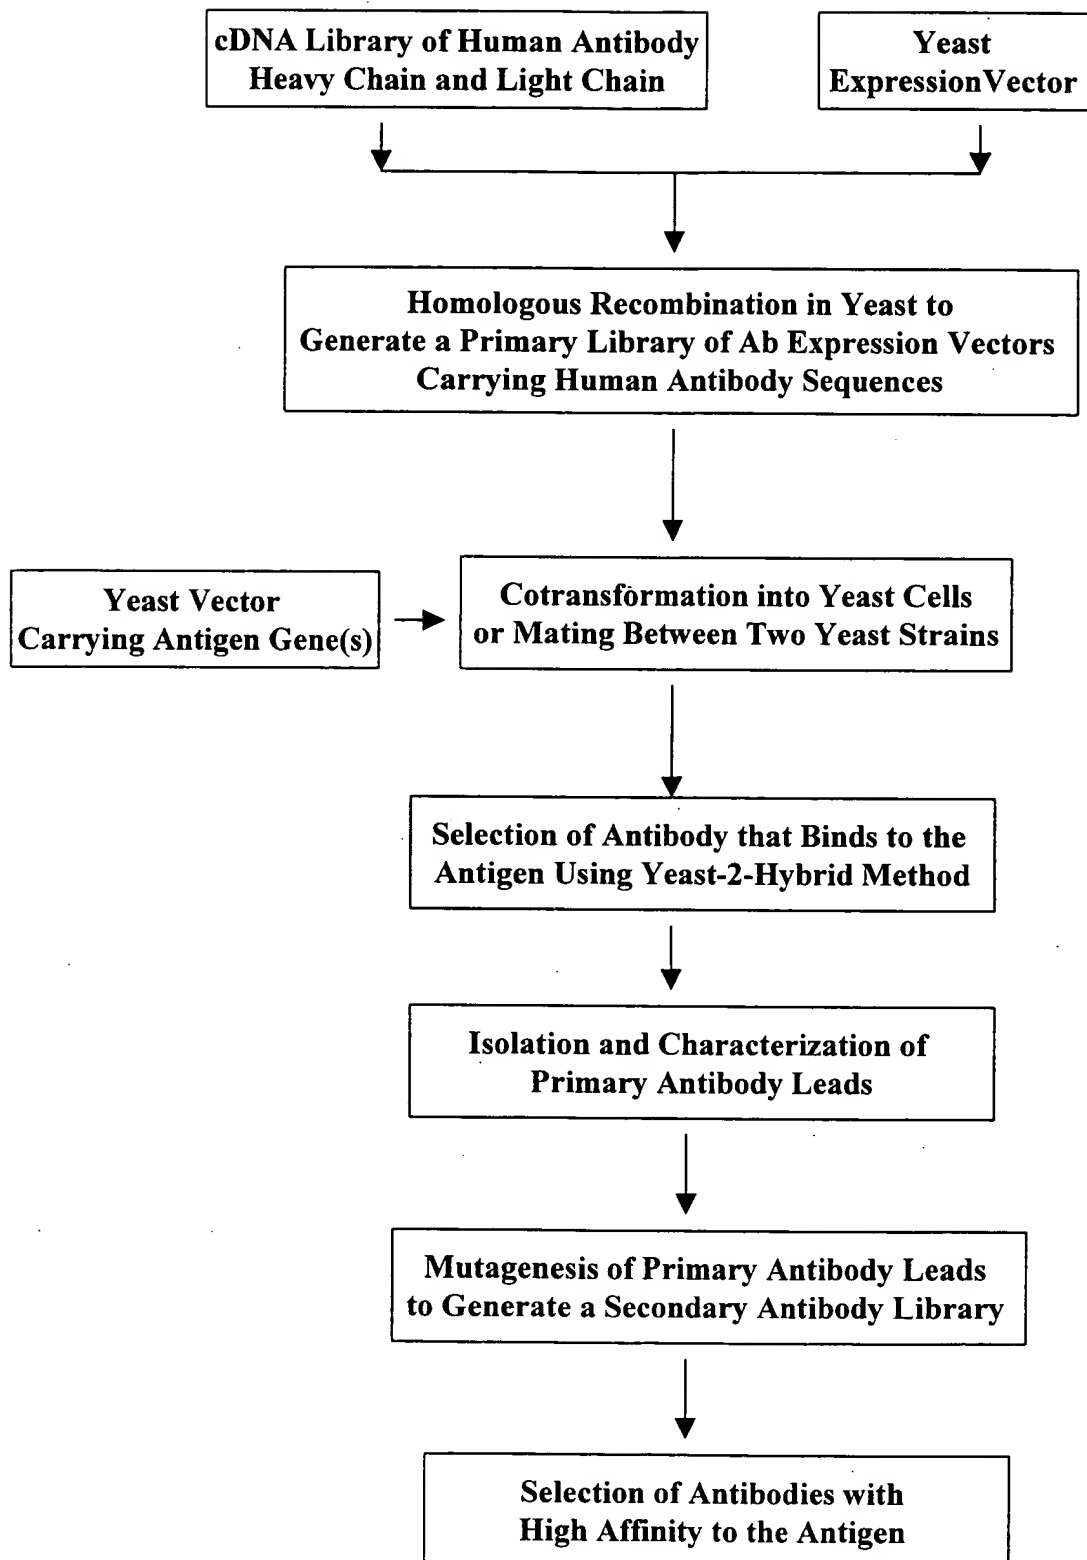 cDNA Library of Human Antibody
Heavy Chain and Light Chain
Yeast
ExpressionVector
Homologous Recombination in Yeast to
Generate a Primary Library of Ab Expression Vectors
Carrying Human Antibody Sequences
Yeast Vector
Carrying Antigen Gene(s)
Cotransformation into Yeast Cells
or Mating Between Two Yeast Strains
Selection of Antibody that Binds to the
Antigen Using Yeast-2-Hybrid Method
Isolation and Characterization of
Primary Antibody Leads
Mutagenesis of Primary Antibody Leads
to Generate a Secondary Antibody Library
Selection of Antibodies with
High Affinity to the Antigen